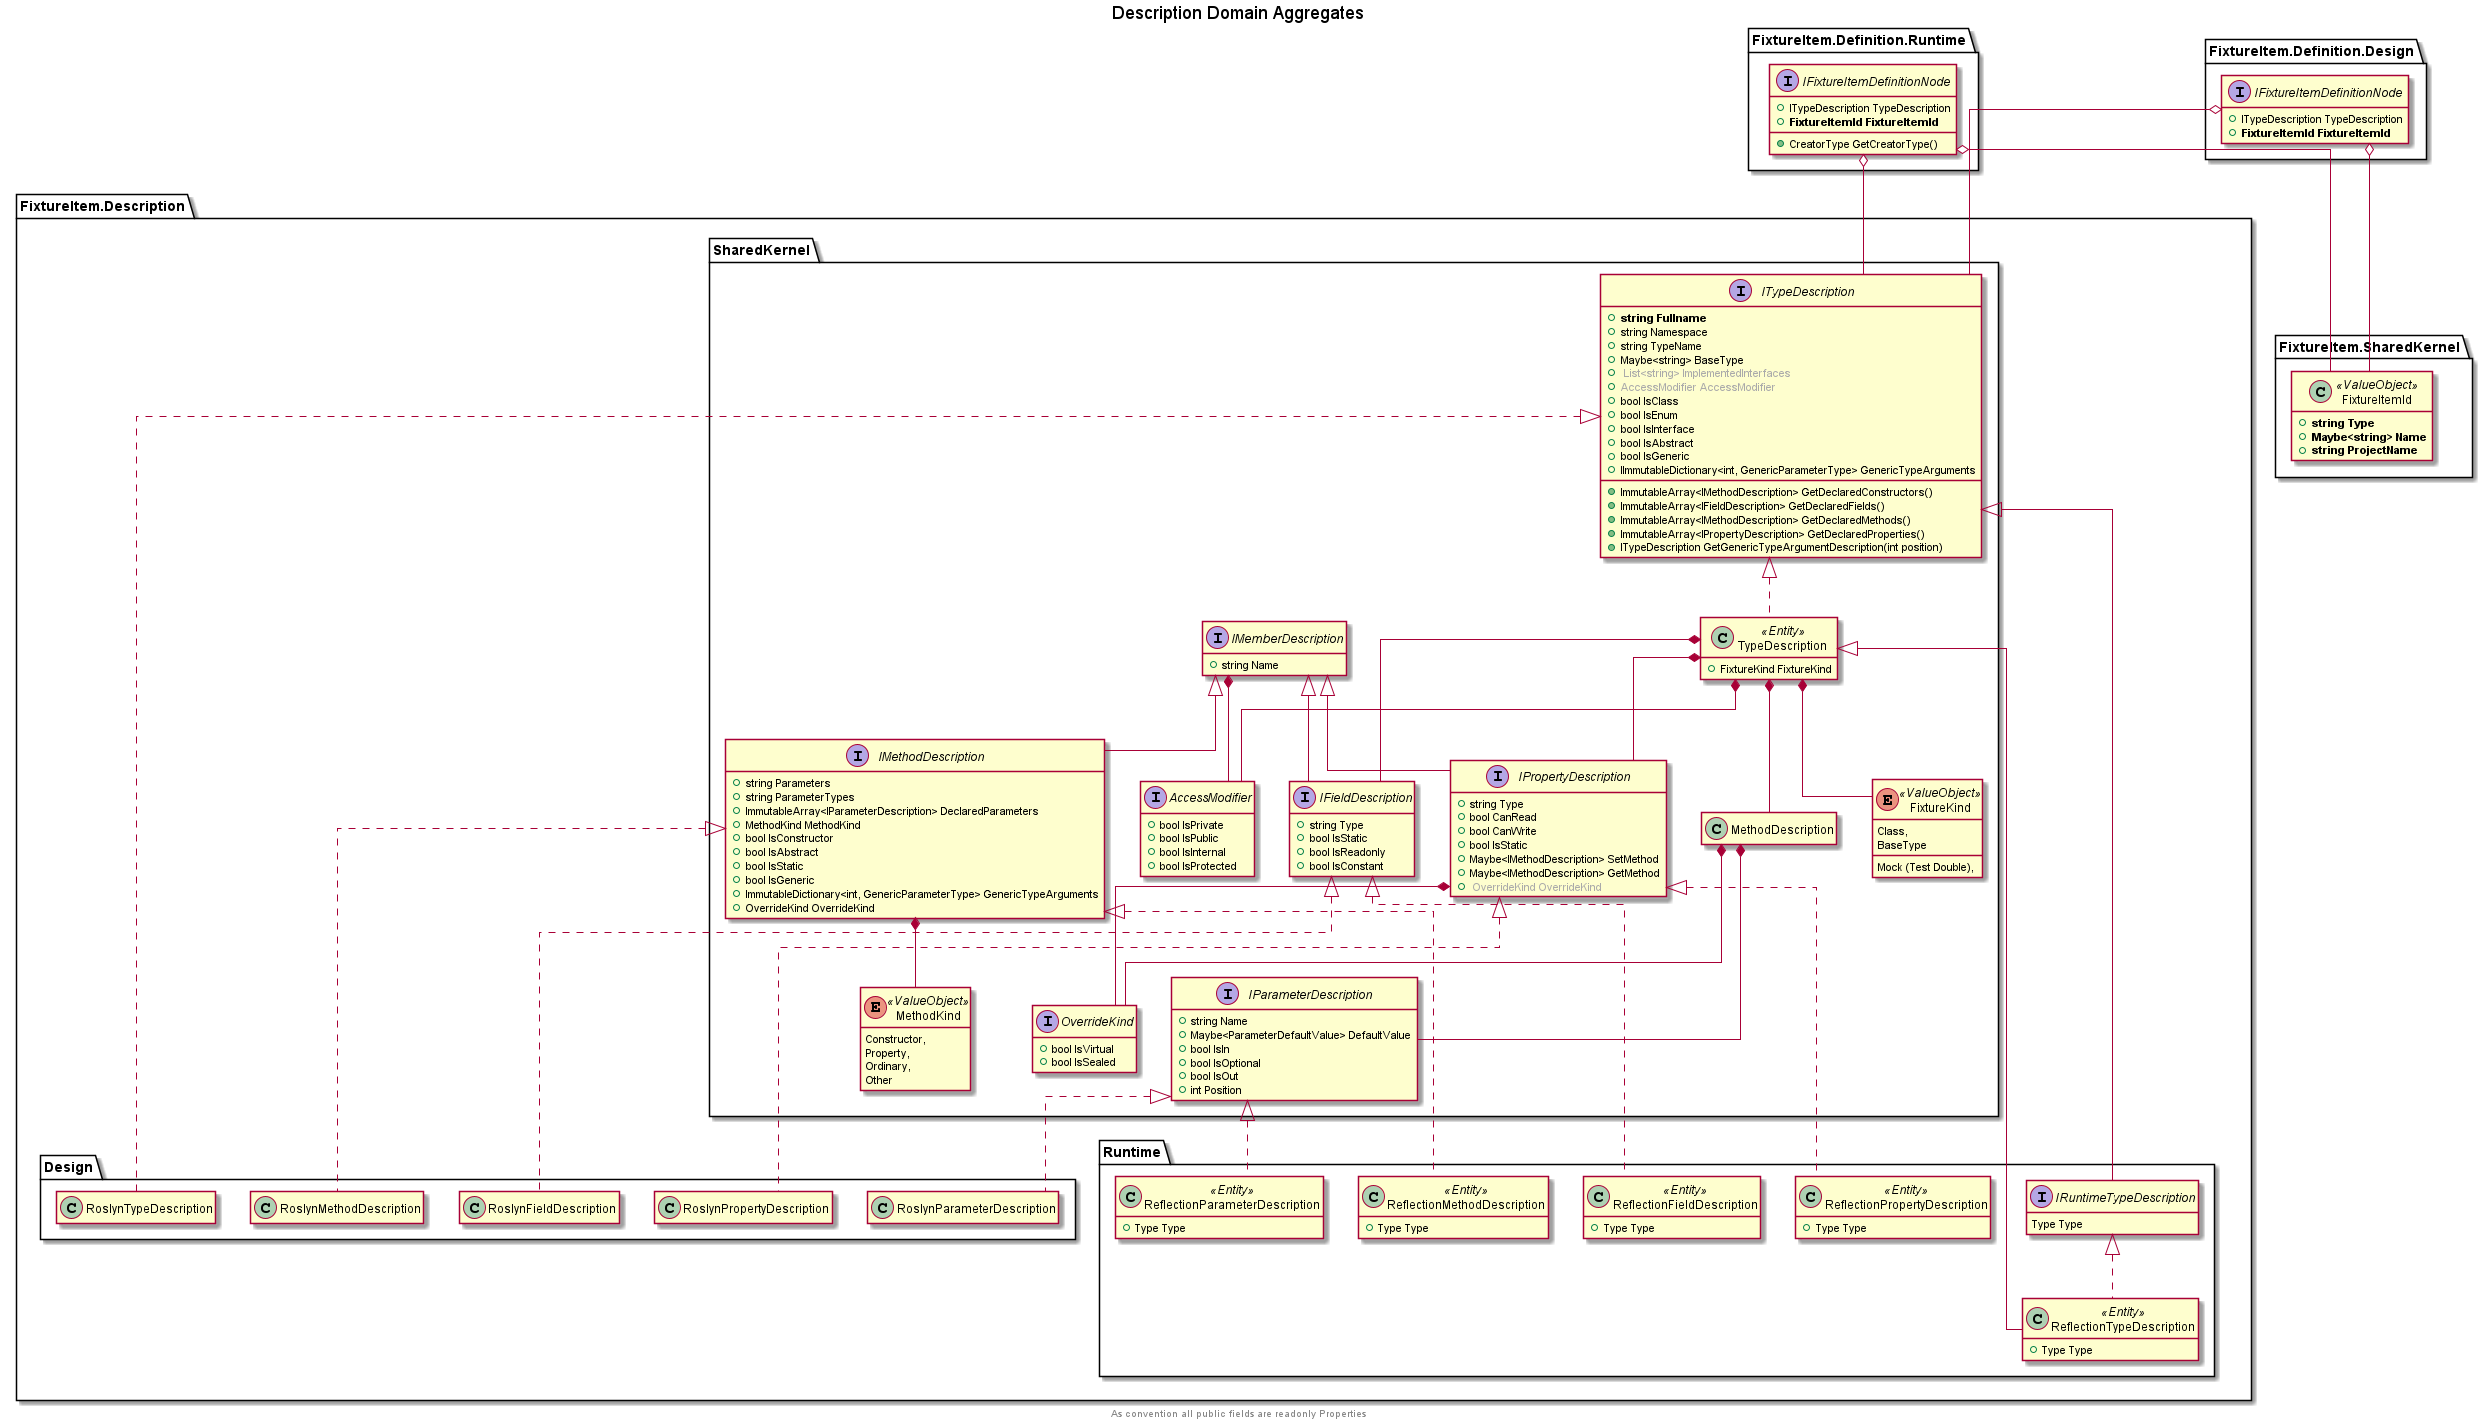 Description Domain Aggregates
FixtureItem.Definition.Runtime
I IFixtureItemDefinitionNode
ITypeDescription TypeDescription
FixtureItemId FixtureItemId
CreatorType GetCreatorType()
FixtureItem.Definition.Design
I IFixtureItemDefinitionNode
ITypeDescription TypeDescription
FixtureItemId FixtureItemId
FixtureItem.SharedKernel
C «ValueObject»
FixtureItemId
string Type
Maybe<string> Name
string ProjectName
FixtureItem.Description
SharedKernel
I ITypeDescription
string Fullname
string Namespace
string TypeName
Maybe<string> BaseType
List<string> ImplementedInterfaces
AccessModifier AccessModifier
bool IsClass
bool IsEnum
bool IsInterface
bool IsAbstract
bool IsGeneric
IImmutableDictionary<int, GenericParameterType> GenericTypeArguments
ImmutableArray<IMethodDescription> GetDeclaredConstructors()
ImmutableArray<IFieldDescription> GetDeclaredFields()
ImmutableArray<IMethodDescription> GetDeclaredMethods()
ImmutableArray<IPropertyDescription> GetDeclaredProperties()
ITypeDescription GetGenericTypeArgumentDescription(int position)
I IMemberDescription
string Name
C «Entity»
TypeDescription
FixtureKind FixtureKind
I IMethodDescription
string Parameters
string ParameterTypes
ImmutableArray<IParameterDescription> DeclaredParameters
MethodKind MethodKind
bool IsConstructor
bool IsAbstract
bool IsStatic
bool IsGeneric
ImmutableDictionary<int, GenericParameterType> GenericTypeArguments
OverrideKind OverrideKind
I AccessModifier
bool IsPrivate
bool IsPublic
bool IsInternal
bool IsProtected
I IFieldDescription
string Type
bool IsStatic
bool IsReadonly
bool IsConstant
I IPropertyDescription
string Type
bool CanRead
bool CanWrite
bool IsStatic
Maybe<IMethodDescription> SetMethod
Maybe<IMethodDescription> GetMethod
OverrideKind OverrideKind
C MethodDescription
E «ValueObject»
FixtureKind
Class,
BaseType
Mock (Test Double),
E «ValueObject»
MethodKind
Constructor,
Property,
Ordinary,
Other
I OverrideKind
bool IsVirtual
bool IsSealed
I IParameterDescription
string Name
Maybe<ParameterDefaultValue> DefaultValue
bool IsIn
bool IsOptional
bool IsOut
int Position
Design
C RoslynTypeDescription
C RoslynMethodDescription
C RoslynFieldDescription
C RoslynPropertyDescription
C RoslynParameterDescription
Runtime
C «Entity»
ReflectionParameterDescription
Type Type
C «Entity»
ReflectionMethodDescription
Type Type
C «Entity»
ReflectionFieldDescription
Type Type
C «Entity»
ReflectionPropertyDescription
Type Type
I IRuntimeTypeDescription
Type Type
C «Entity»
ReflectionTypeDescription
Type Type
As convention all public fields are readonly Properties